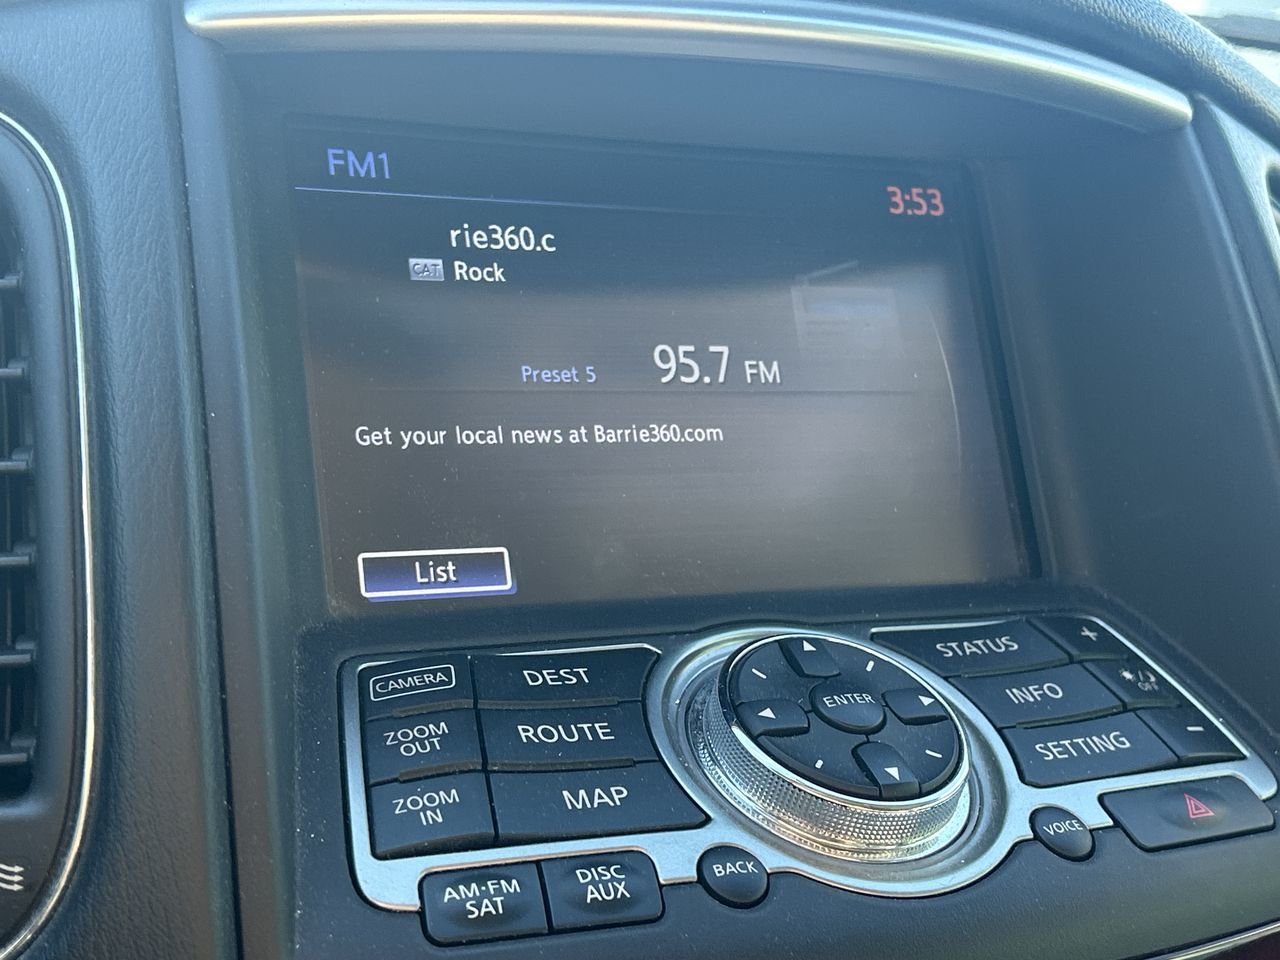 FM1
3:53
rie360.c
CAT Rock
Preset 5 95.7 FM
Get your local news at Barrie360.com
List
CAMERA
DEST
ZOOM
OUT
ROUTE
ZOOM
IN
MAP
ENTER
STATUS
+
INFO
OFF
SETTING
-
AM·FM
SAT
DISC
AUX
BACK
VOICE